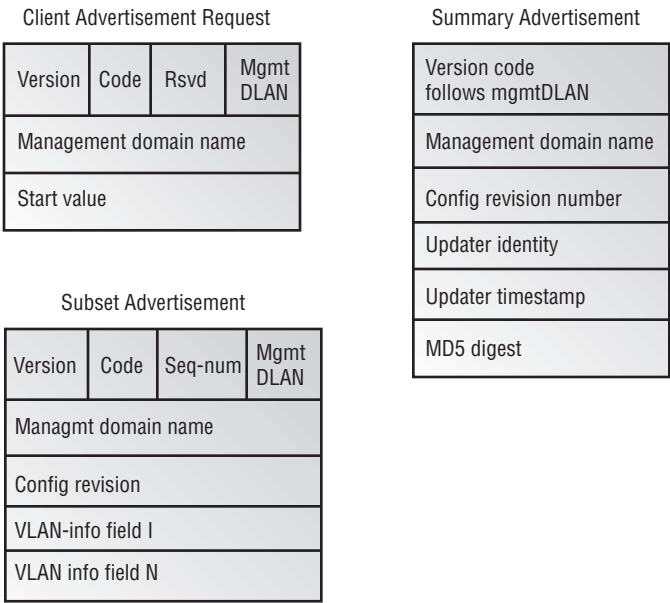 Client Advertisement Request
Version Code Rsvd Mgmt
DLAN
Management domain name
Start value
Subset Advertisement
Version Code Seq-num Mgmt
DLAN
Managmt domain name
Config revision
VLAN-info field I
VLAN info field N
Summary Advertisement
Version code
follows mgmtDLAN
Management domain name
Config revision number
Updater identity
Updater timestamp
MD5 digest